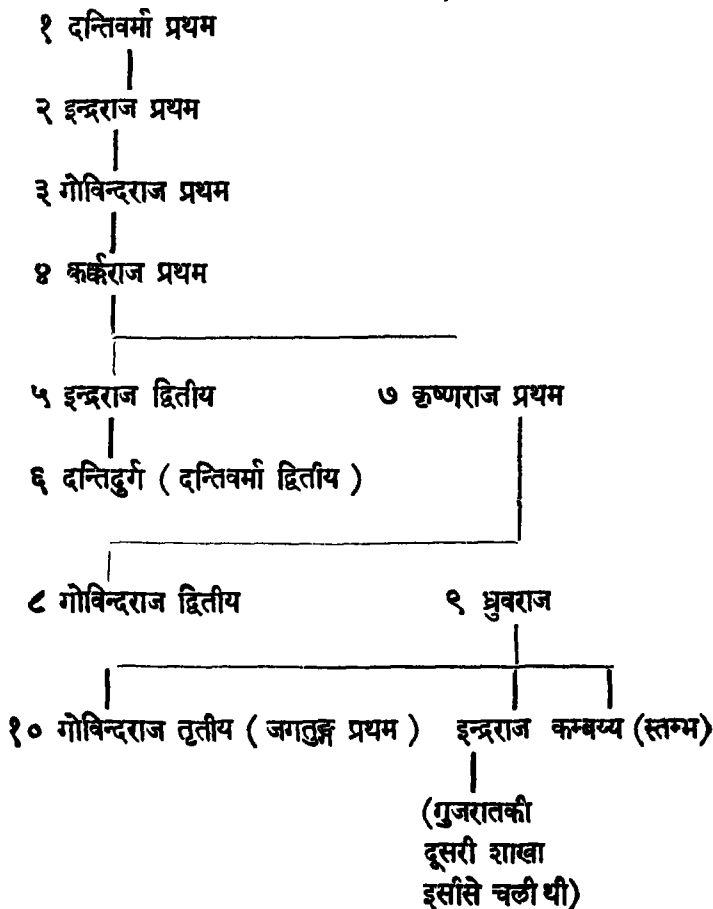 १ दन्तिवर्मा प्रथम
२ इन्द्रराज प्रथम
३ गोविन्दराज प्रथम
४ कर्क्कराज प्रथम
५ इन्द्रराज द्वितीय ७ कृष्णराज प्रथम
६ दन्तिदुर्ग ( दन्तिवर्मा द्वितीय )
८ गोविन्दराज द्वितीय ९ ध्रुवराज
१० गोविन्दराज तृतीय ( जगत्तुङ्ग प्रथम ) इन्द्रराज कम्बय्य (स्तम्भ)
(गुजरातकी
दूसरी शाखा
इसीसे चली थी)